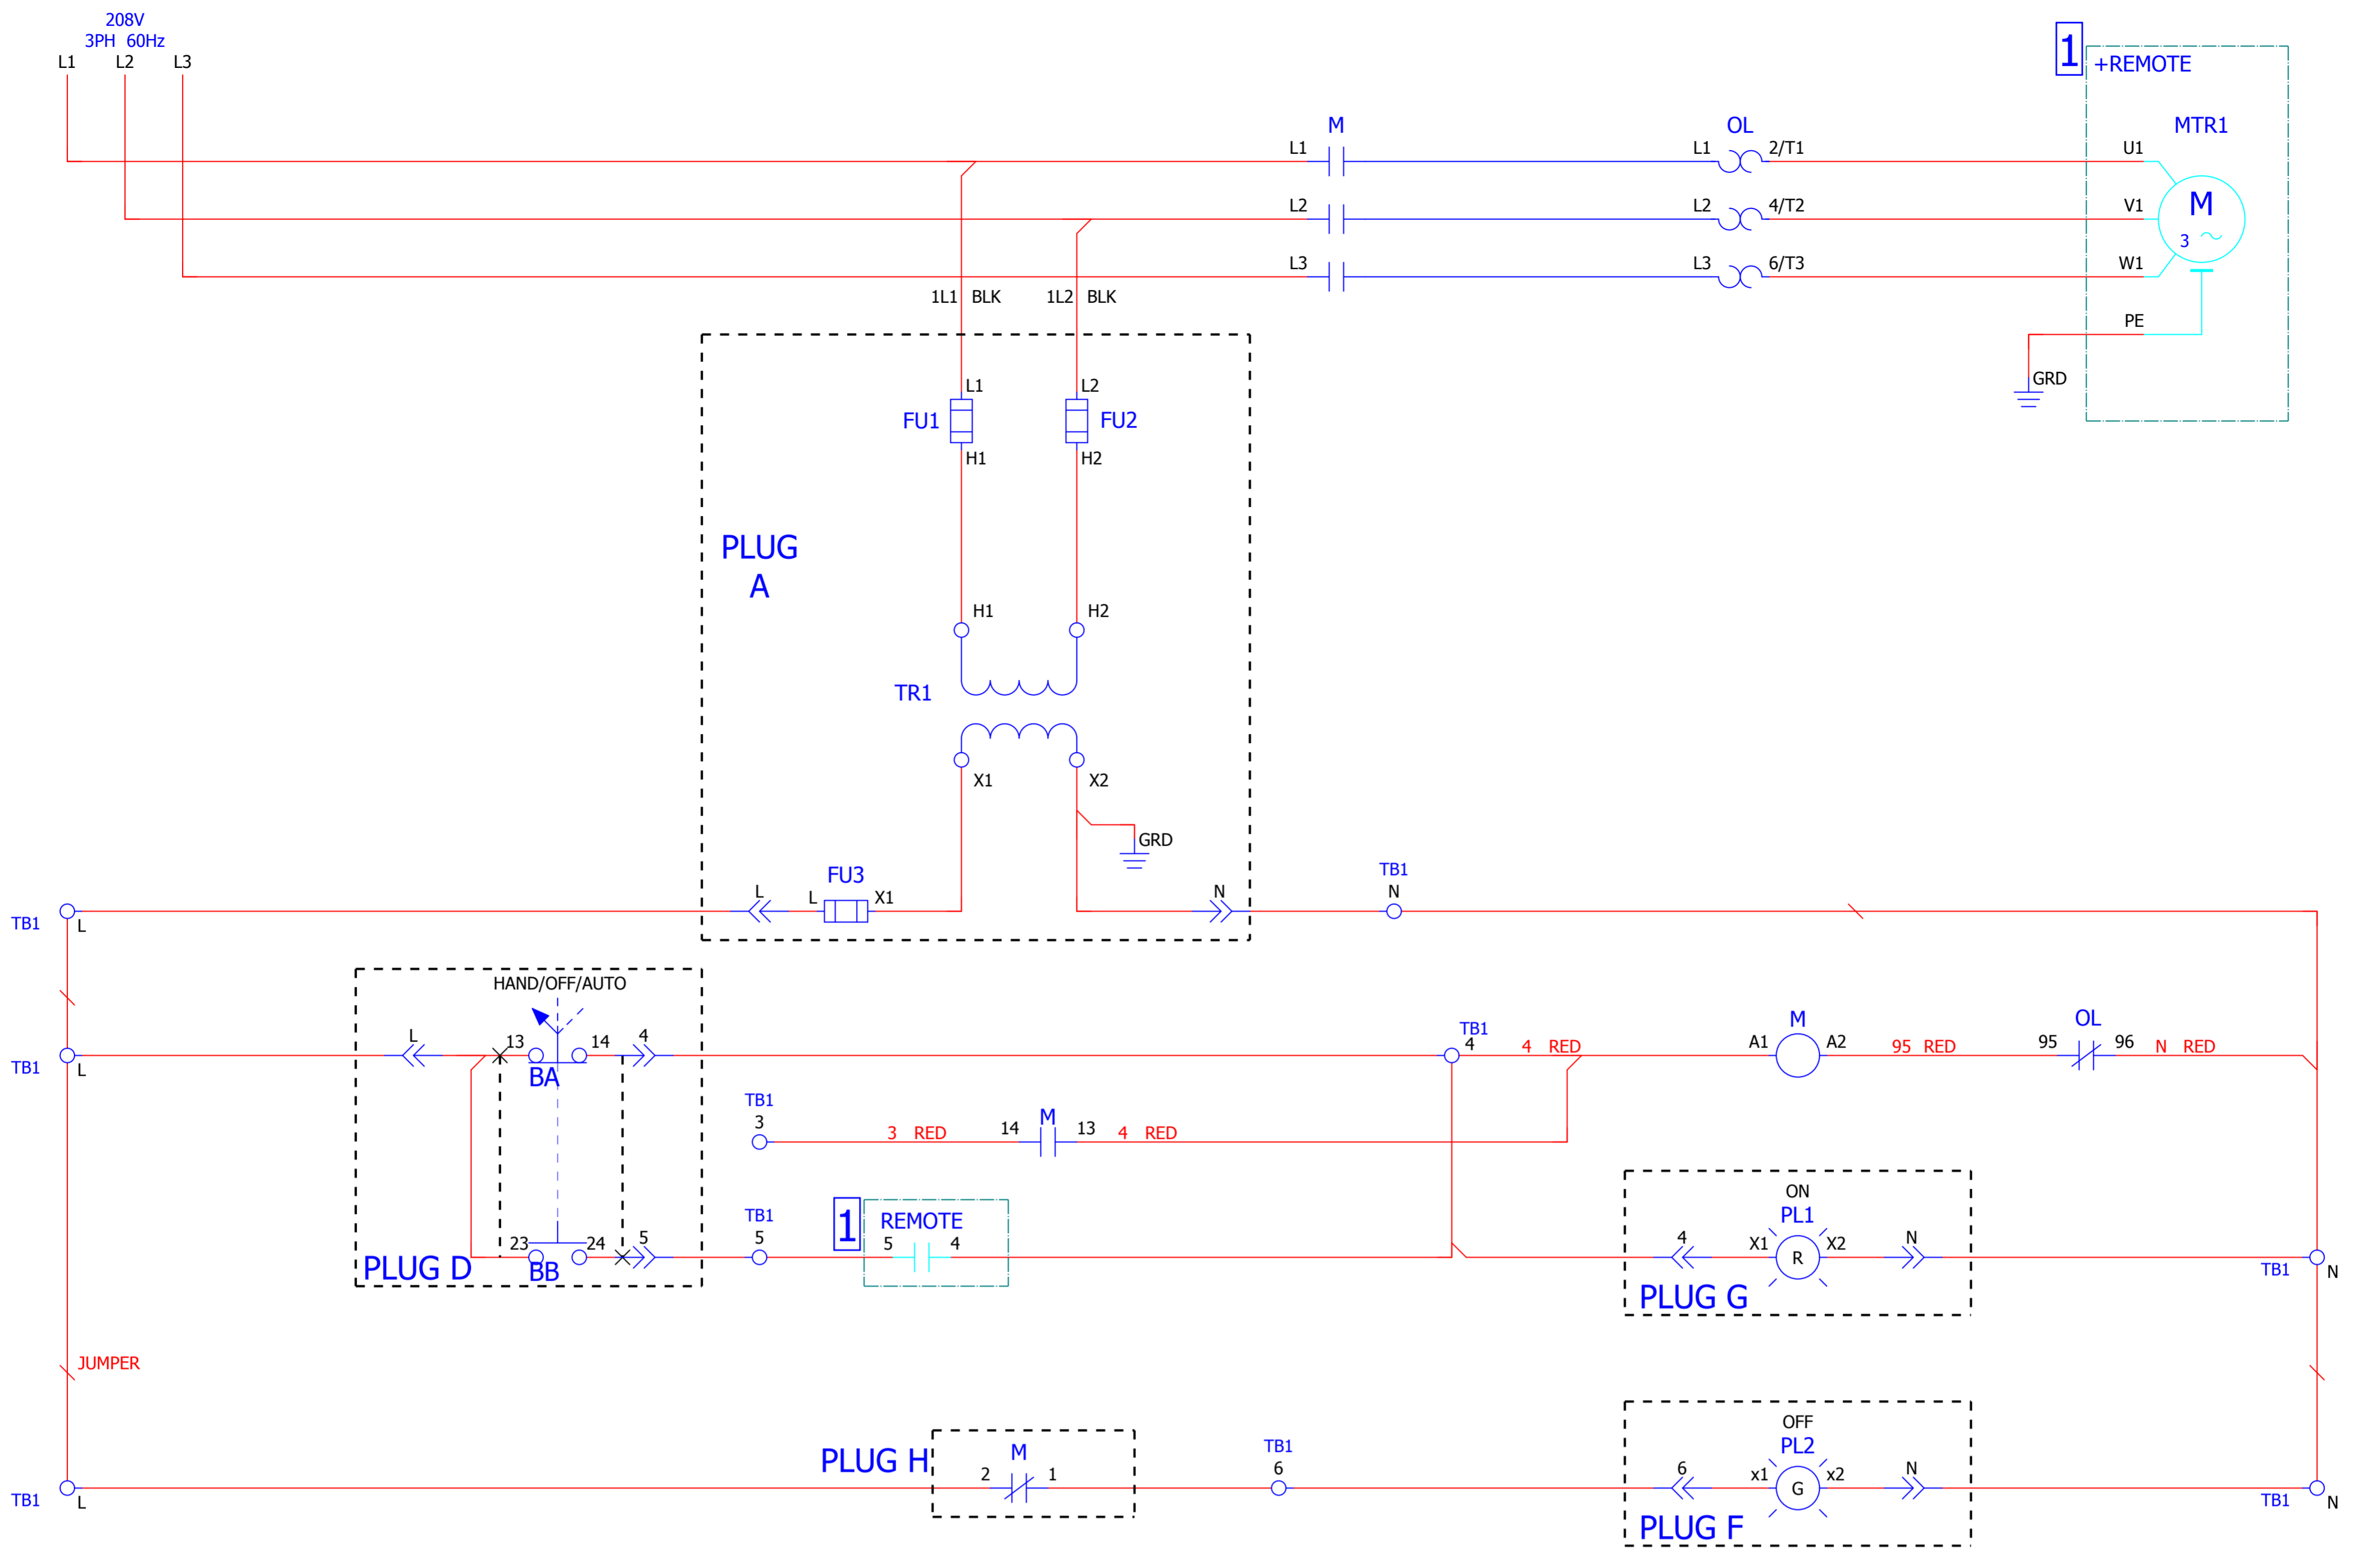 208V
3PH 60Hz
L1 L2 L3
1
+REMOTE
M
OL
MTR1
L1
L1
2/T1
U1
L2
L2
4/T2
V1
M
3
L3
L3
6/T3
W1
1L1 BLK
1L2 BLK
PE
GRD
L1
L2
FU1
FU2
H1
H2
PLUG
A
H1
H2
TR1
X1
X2
GRD
FU3
L
L
X1
N
TB1
N
TB1
L
HAND/OFF/AUTO
L
13
14
4
BA
TB1
L
TB1
4
4 RED
M
A1
A2
95 RED
OL
95
96
N RED
TB1
3
3 RED
14
M
13
4 RED
23
24
5
BB
PLUG D
TB1
5
1
REMOTE
5
4
ON
PL1
4
X1
R
X2
N
PLUG G
TB1
N
JUMPER
PLUG H
M
2
1
TB1
6
OFF
PL2
6
x1
G
x2
N
PLUG F
TB1
L
TB1
N